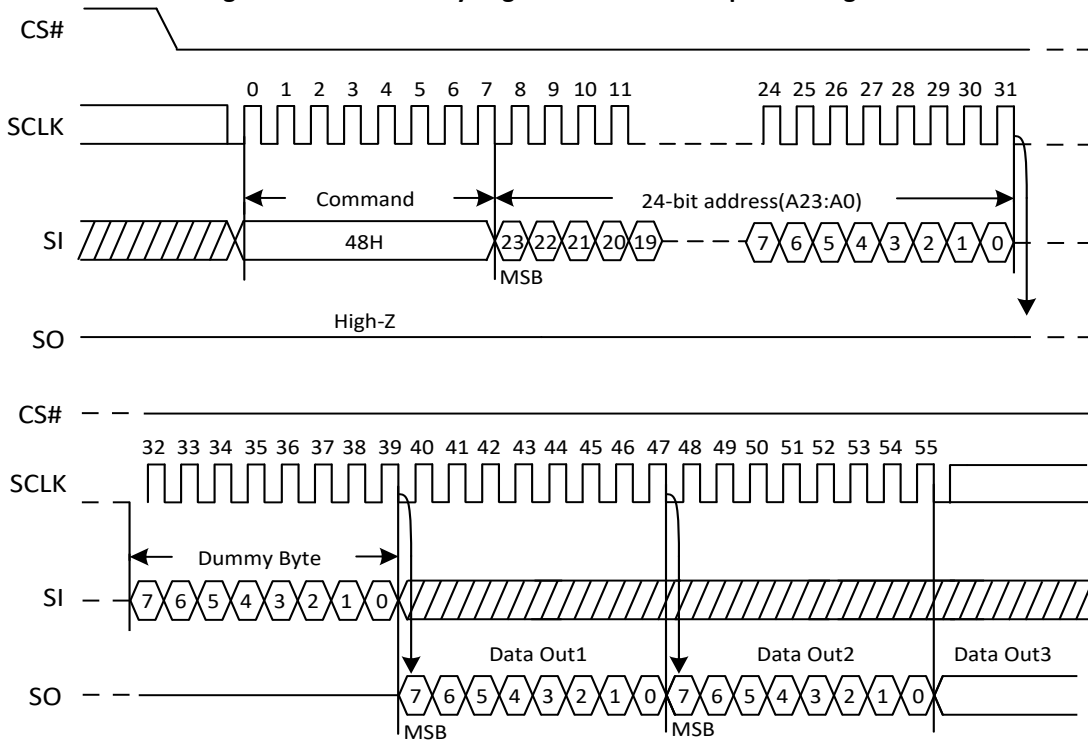 CS#
0 1 2 3 4 5 6 7 8 9 10 11 24 25 26 27 28 29 30 31
SCLK
Command 24-bit address(A23:A0)
SI 48H 23 22 21 20 19 7 6 5 4 3 2 1 0
MSB
High-Z
SO
CS#
32 33 34 35 36 37 38 39 40 41 42 43 44 45 46 47 48 49 50 51 52 53 54 55
SCLK
Dummy Byte
SI 7 6 5 4 3 2 1 0
Data Out1 Data Out2 Data Out3
SO 7 6 5 4 3 2 1 0 7 6 5 4 3 2 1 0
MSB MSB